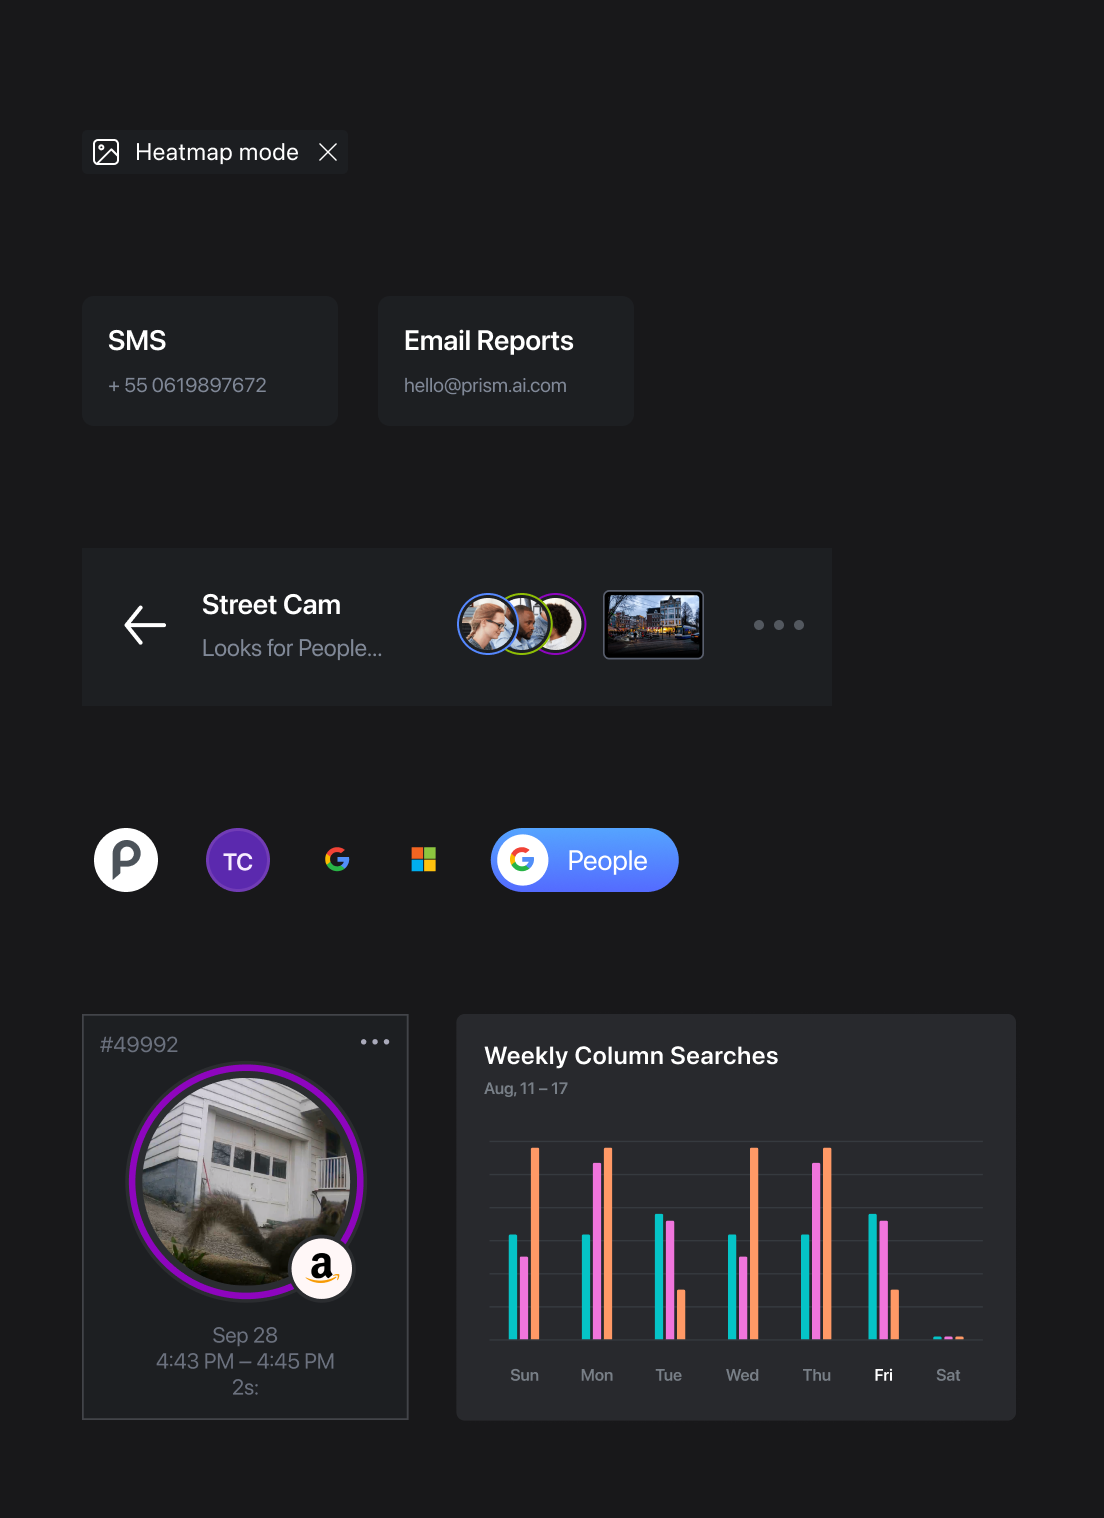 Heatmap mode
SMS
+ 55 0619897672
Email Reports
hello@prism.ai.com
Street Cam
Looks for People...
P
TC
G
G
People
#49992
a
Sep 28
4:43 PM – 4:45 PM
2s:
Weekly Column Searches
Aug, 11 – 17
Sun
Mon
Tue
Wed
Thu
Fri
Sat